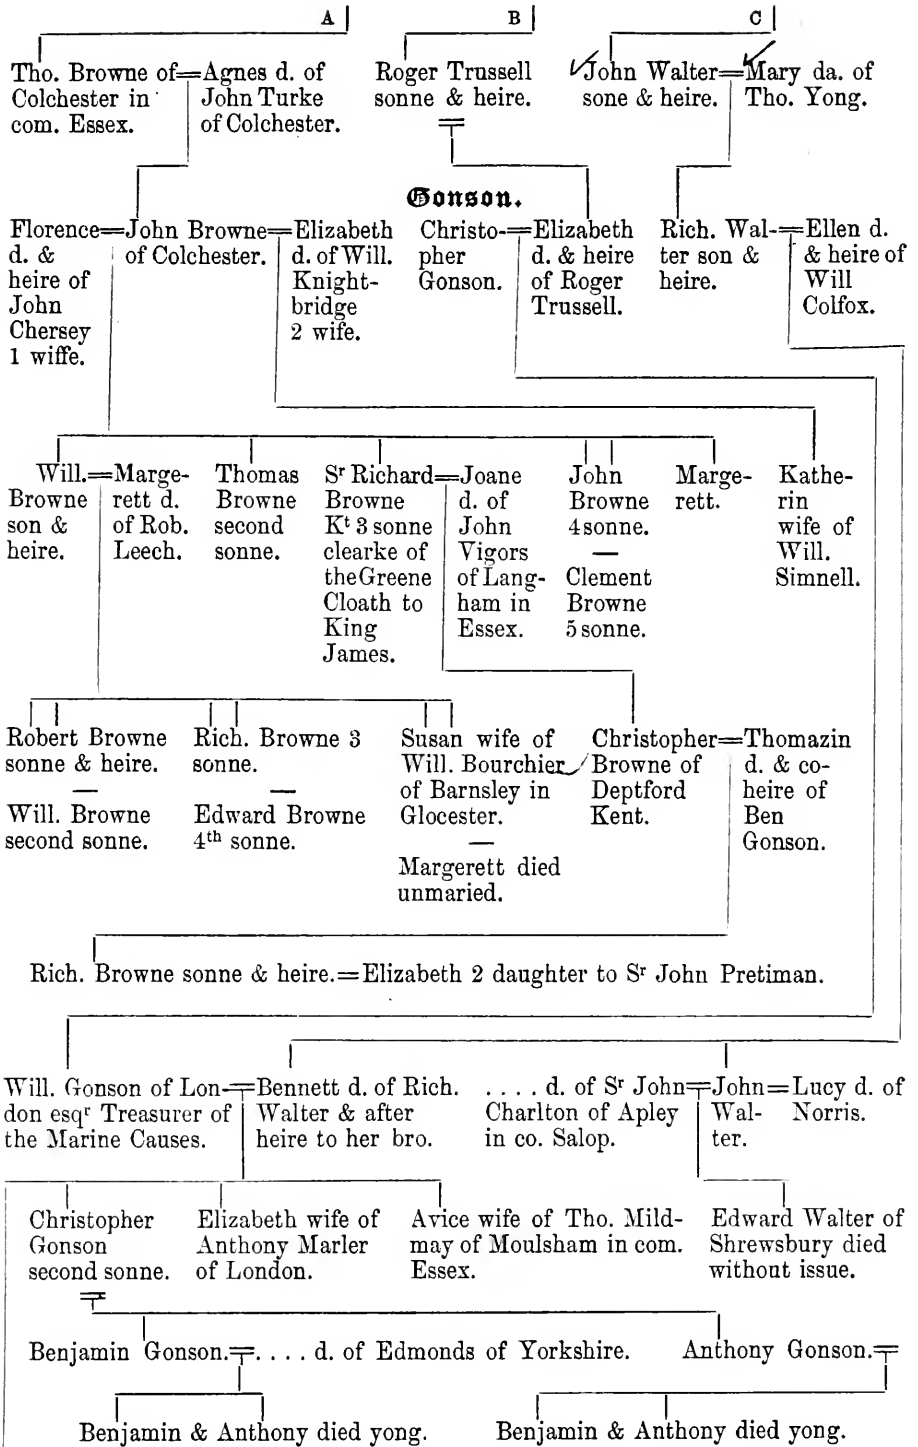 A B C
Tho. Browne of=Agnes d. of
Colchester in John Turke
com. Essex. of Colchester.
Roger Trussell
sonne & heire.
John Walter=Mary da. of
sone & heire. Tho. Yong.
Gonson.
Florence=John Browne=Elizabeth
d. & of Colchester. d. of Will.
heire of Knight-
John bridge
Chersey 2 wife.
1 wiffe.
Christo-=Elizabeth
pher d. & heire
Gonson. of Roger
Trussell.
Rich. Wal-=Ellen d.
ter son & & heire of
heire. Will
Colfox.
Will.=Marge-
Browne rett d.
son & of Rob.
heire. Leech.
Thomas
Browne
second
sonne.
Sr Richard=Joane
Browne d. of
Kt 3 sonne John
clearke of Vigors
the Greene of Lang-
Cloath to ham in
King Essex.
James.
John
Browne
4 sonne.
—
Clement
Browne
5 sonne.
Marge-
rett.
Kathe-
rin
wife of
Will.
Simnell.
Robert Browne
sonne & heire.
—
Will. Browne
second sonne.
Rich. Browne 3
sonne.
—
Edward Browne
4th sonne.
Susan wife of
Will. Bourchier
of Barnsley in
Glocester.
—
Margerett died
unmaried.
Christopher=Thomazin
Browne of d. & co-
Deptford heire of
Kent. Ben
Gonson.
Rich. Browne sonne & heire.=Elizabeth 2 daughter to Sr John Pretiman.
Will. Gonson of Lon-=Bennett d. of Rich.
don esqr Treasurer of Walter & after
the Marine Causes. heire to her bro.
. . . . d. of Sr John=John=Lucy d. of
Charlton of Apley Wal- Norris.
in co. Salop. ter.
Christopher
Gonson
second sonne.
Elizabeth wife of
Anthony Marler
of London.
Avice wife of Tho. Mild-
may of Moulsham in com.
Essex.
Edward Walter of
Shrewsbury died
without issue.
Benjamin Gonson.=. . . . d. of Edmonds of Yorkshire.
Anthony Gonson.=
Benjamin & Anthony died yong.
Benjamin & Anthony died yong.